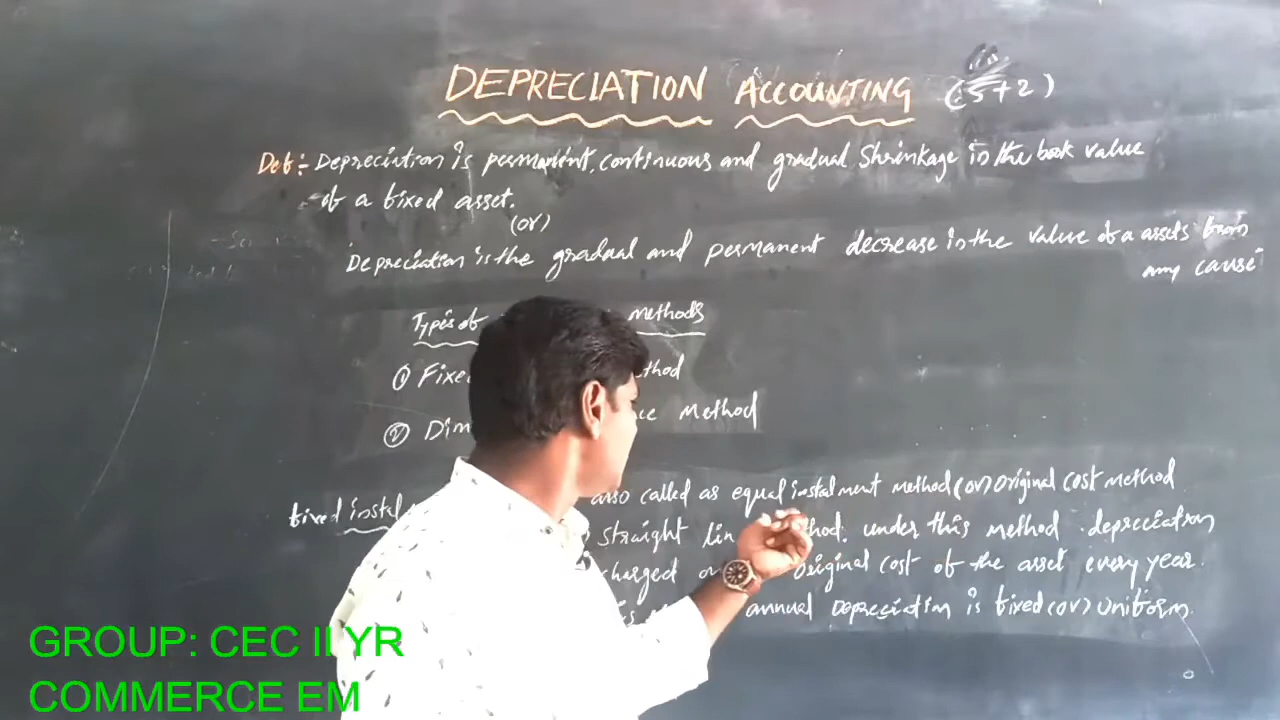 DEPRECIATION ACCOUNTING (5+2)
Def:- Depreciation is permanent, continuous and gradual Shrinkage in the book value
of a fixed asset.
(or)
Depreciation is the gradual and permanent decrease in the value of a assets from
any cause
Types of methods
① Fixed Method
② Dim Method
fixed instal also called as equal instalment method (or) Original cost method
straight lin method. under this method depreciation
charged on Original cost of the asset every year.
annual Depreciation is fixed (or) Uniform.
GROUP: CEC II YR
COMMERCE EM